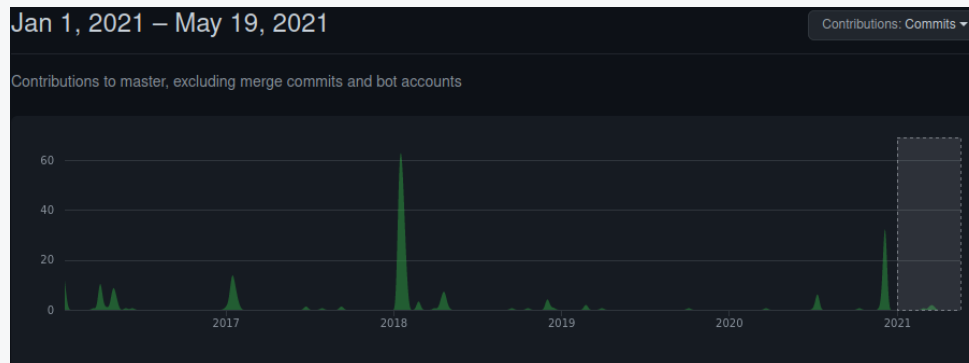 Jan 1, 2021 – May 19, 2021
Contributions: Commits
Contributions to master, excluding merge commits and bot accounts
60
40
20
0
2017 2018 2019 2020 2021